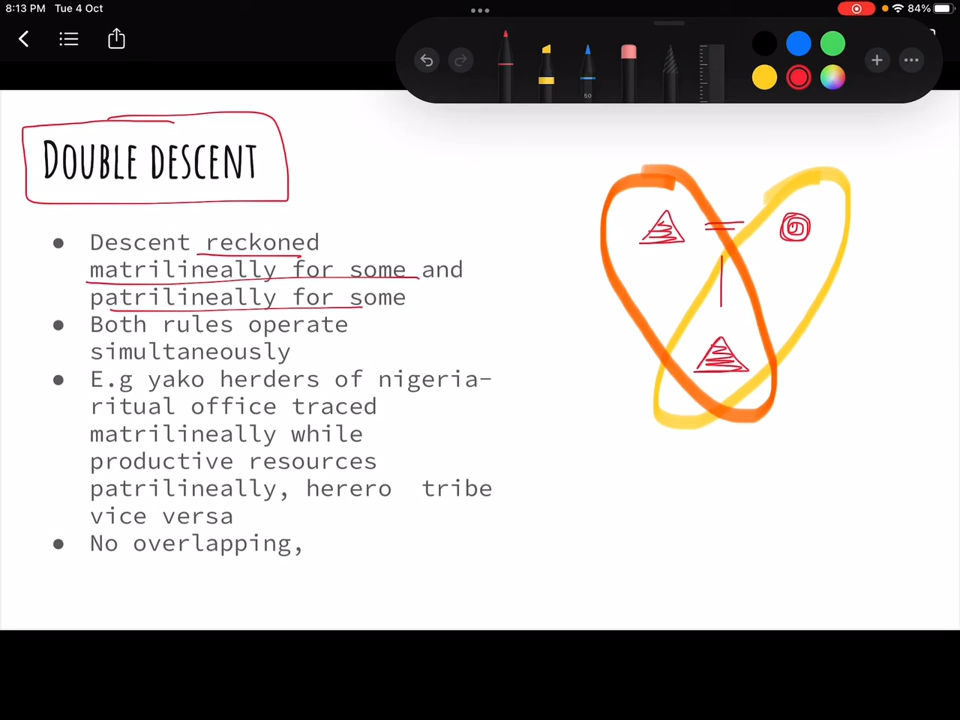 8:13 PM Tue 4 Oct
84%
50
DOUBLE DESCENT
● Descent reckoned
matrilineally for some and
patrilineally for some
● Both rules operate
simultaneously
● E.g yako herders of nigeria-
ritual office traced
matrilineally while
productive resources
patrilineally, herero tribe
vice versa
● No overlapping,